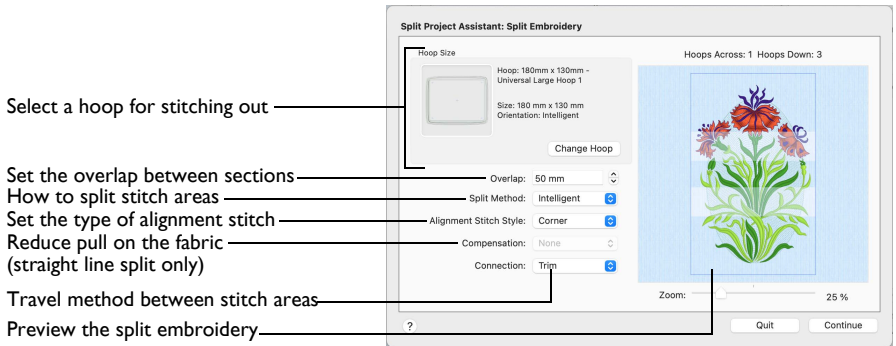 Split Project Assistant: Split Embroidery
Hoop Size
Hoop: 180mm x 130mm -
Universal Large Hoop 1
Size: 180 mm x 130 mm
Orientation: Intelligent
Change Hoop
Hoops Across: 1 Hoops Down: 3
Select a hoop for stitching out
Set the overlap between sections
Overlap: 50 mm
How to split stitch areas
Split Method: Intelligent
Set the type of alignment stitch
Alignment Stitch Style: Corner
Reduce pull on the fabric
(straight line split only)
Compensation: None
Connection: Trim
Travel method between stitch areas
Zoom: 25 %
Preview the split embroidery
?
Quit
Continue